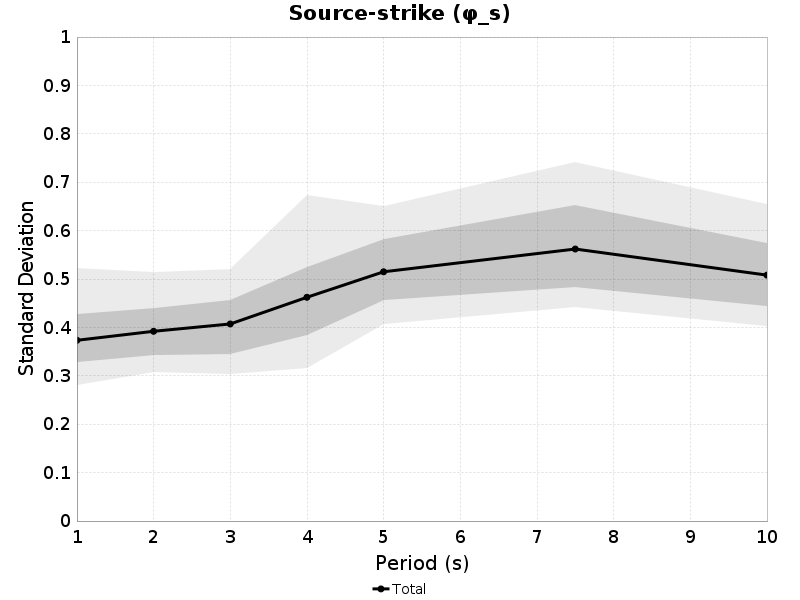 Source-strike (φ_s)
Standard Deviation
1
0.9
0.8
0.7
0.6
0.5
0.4
0.3
0.2
0.1
0
1 2 3 4 5 6 7 8 9 10
Period (s)
Total